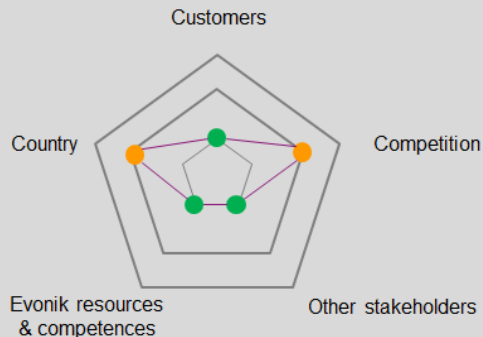 Customers
Country
Competition
Evonik resources
& competences
Other stakeholders